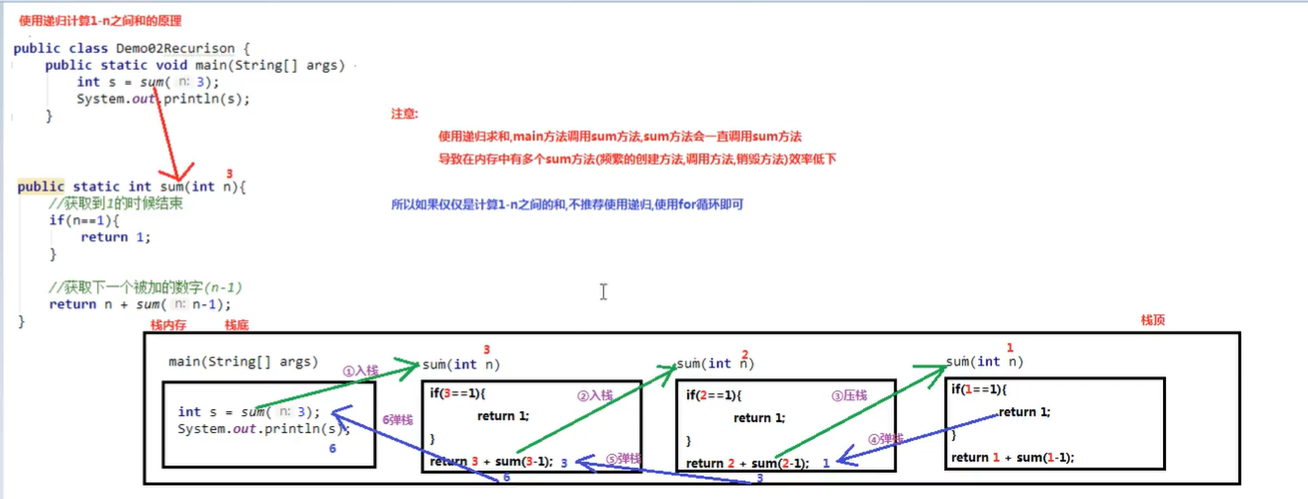 使用递归计算1-n之间和的原理
public class Demo02Recurison {
public static void main(String[] args)
int s = sum( n: 3);
System.out.println(s);
}
注意:
使用递归求和,main方法调用sum方法,sum方法会一直调用sum方法
导致在内存中有多个sum方法(频繁的创建方法,调用方法,销毁方法)效率低下
所以如果仅仅是计算1-n之间的和,不推荐使用递归,使用for循环即可
3
public static int sum(int n){
//获取到1的时候结束
if(n==1){
return 1;
}
//获取下一个被加的数字(n-1)
return n + sum( n: n-1);
}
栈内存 栈底 栈顶
main(String[] args)
int s = sum( n: 3);
System.out.println(s);
6
①入栈
6弹栈
3
sum(int n)
if(3==1){
return 1;
}
return 3 + sum(3-1); 3
6
②入栈
⑤弹栈
2
sum(int n)
if(2==1){
return 1;
}
return 2 + sum(2-1); 1
3
③压栈
④弹栈
1
sum(int n)
if(1==1){
return 1;
}
return 1 + sum(1-1);